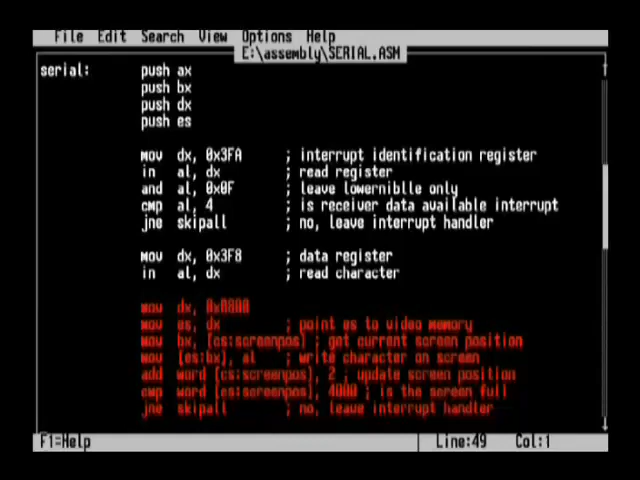 File Edit Search View Options Help
E:\assembly\SERIAL.ASM
serial: push ax
push bx
push dx
push es
mov dx, 0x3FA ; interrupt identification register
in al, dx ; read register
and al, 0x0F ; leave lowerniblle only
cmp al, 4 ; is receiver data available interrupt
jne skipall ; no, leave interrupt handler
mov dx, 0x3F8 ; data register
in al, dx ; read character
mov dx,
mov es, dx ; point es to video memory
mov bx, [cs:screenpos] ; get current screen position
mov [es:bx], al ; write character on screen
add word [cs:screenpos], 2 ; update screen position
cmp word [cs:screenpos], 4000 ; is the screen full
jne skipall ; no, leave interrupt handler
F1=Help Line:49 Col:1